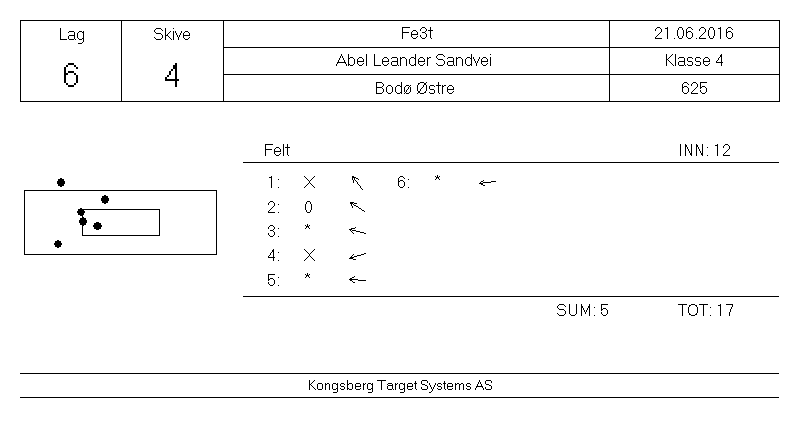 Lag Skive Fe3t 21.06.2016
6 4 Abel Leander Sandvei Klasse 4
Bodø Østre 625
Felt INN: 12
1: X ↖ 6: * ←
2: 0 ↖
3: * ←
4: X ←
5: * ←
SUM: 5 TOT: 17
Kongsberg Target Systems AS